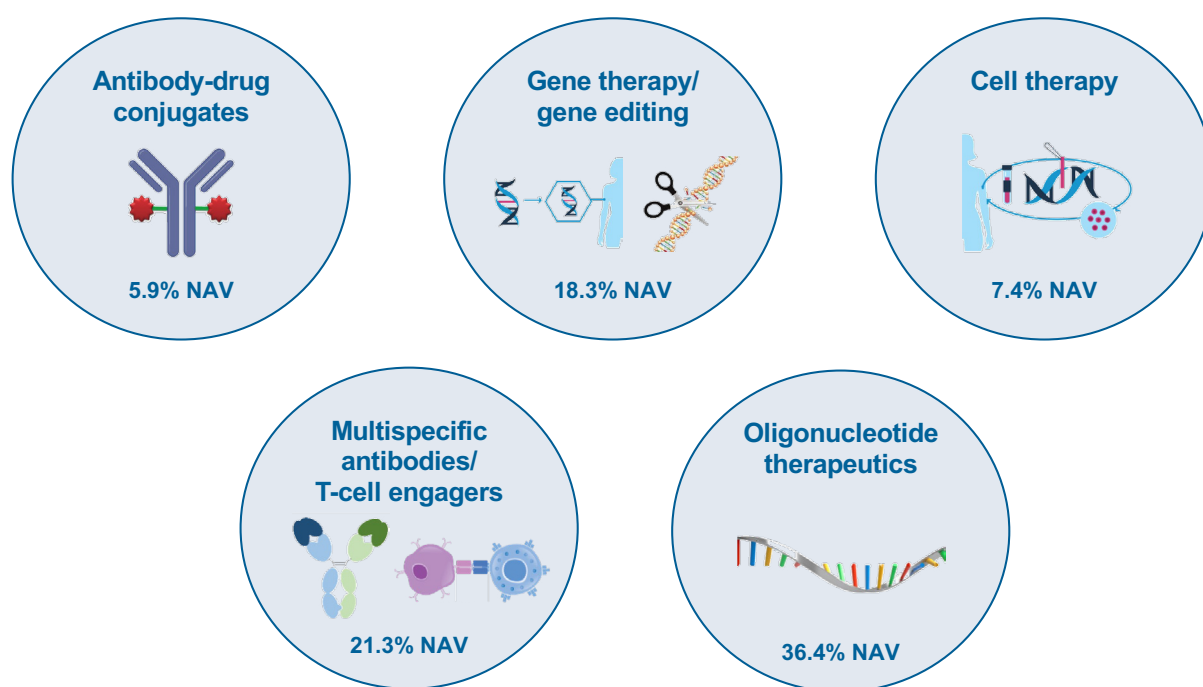 Antibody-drug
conjugates
5.9% NAV
Gene therapy/
gene editing
18.3% NAV
Cell therapy
7.4% NAV
Multispecific
antibodies/
T-cell engagers
21.3% NAV
Oligonucleotide
therapeutics
36.4% NAV